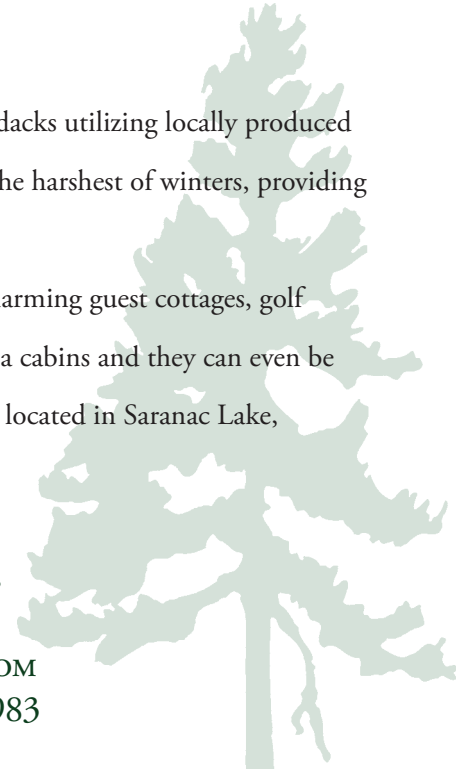 dacks utilizing locally produced
he harshest of winters, providing
arming guest cottages, golf
a cabins and they can even be
located in Saranac Lake,
OM
983